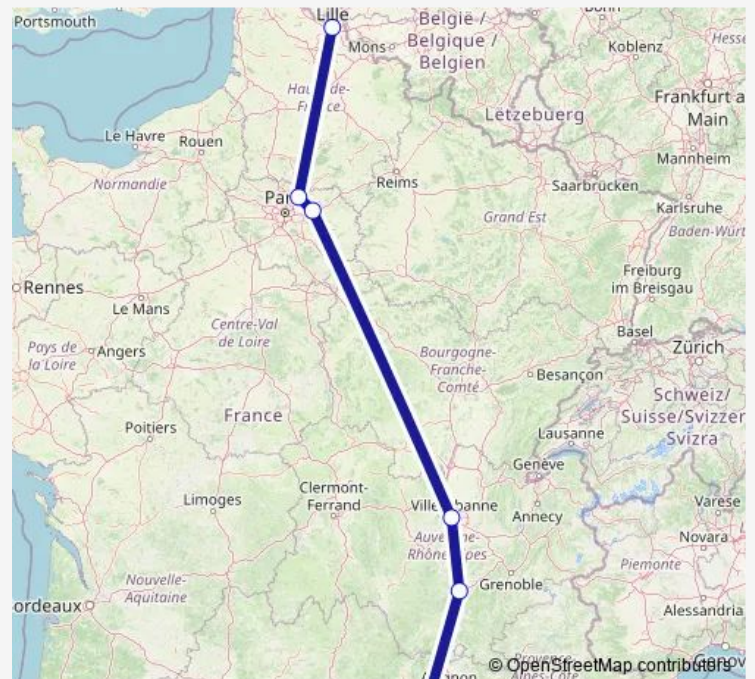 Portsmouth
Lille
België /
Belgique /
Belgien
Mons
Bonn
Koblenz
Hesse
Frankfurt a
Main
Lëtzebuerg
Le Havre
Rouen
Reims
Mannheim
Normandie
Saarbrücken
Karlsruhe
Grand Est
Baden-Würt
Freiburg
im Breisgau
Rennes
Le Mans
Centre-Val
de Loire
Basel
Zürich
Pays de
la Loire
Angers
Bourgogne-
Franche-
Comté
Besançon
Schweiz/
Suisse/Svizzer
Svizra
France
Poitiers
Lausanne
Genève
Clermont-
Ferrand
Limoges
Annecy
Varese
Novara
Nouvelle-
Aquitaine
Grenoble
Piemonte
ordeaux
Alessandria
© OpenStreetMap contributors